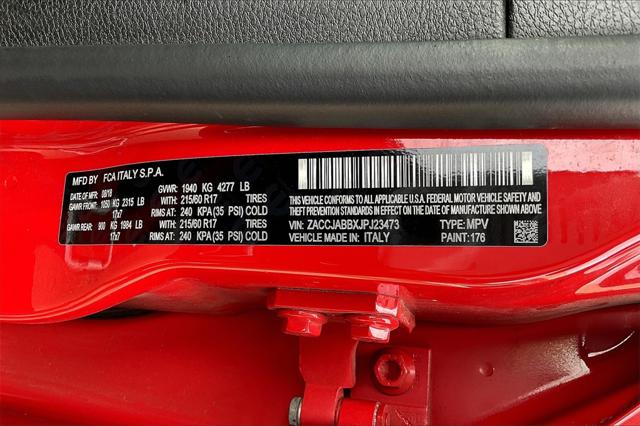 MFD BY: FCA ITALY S.P.A.
DATE OF MFR: 08/18 GVWR: 1940 KG 4277 LB
GAWR FRONT: 1050 KG 2315 LB WITH: 215/60 R17 TIRES
17x7 RIMS AT: 240 KPA(35 PSI) COLD
GAWR REAR: 900 KG 1984 LB WITH: 215/60 R17 TIRES
17x7 RIMS AT: 240 KPA(35 PSI) COLD
THIS VEHICLE CONFORMS TO ALL APPLICABLE U.S.A. FEDERAL MOTOR VEHICLE SAFETY AND
THEFT PREVENTION STANDARDS IN EFFECT ON THE DATE OF MANUFACTURE SHOWN ABOVE.
VIN: ZACCJABBXJPJ23473 TYPE: MPV
VEHICLE MADE IN: ITALY PAINT: 176